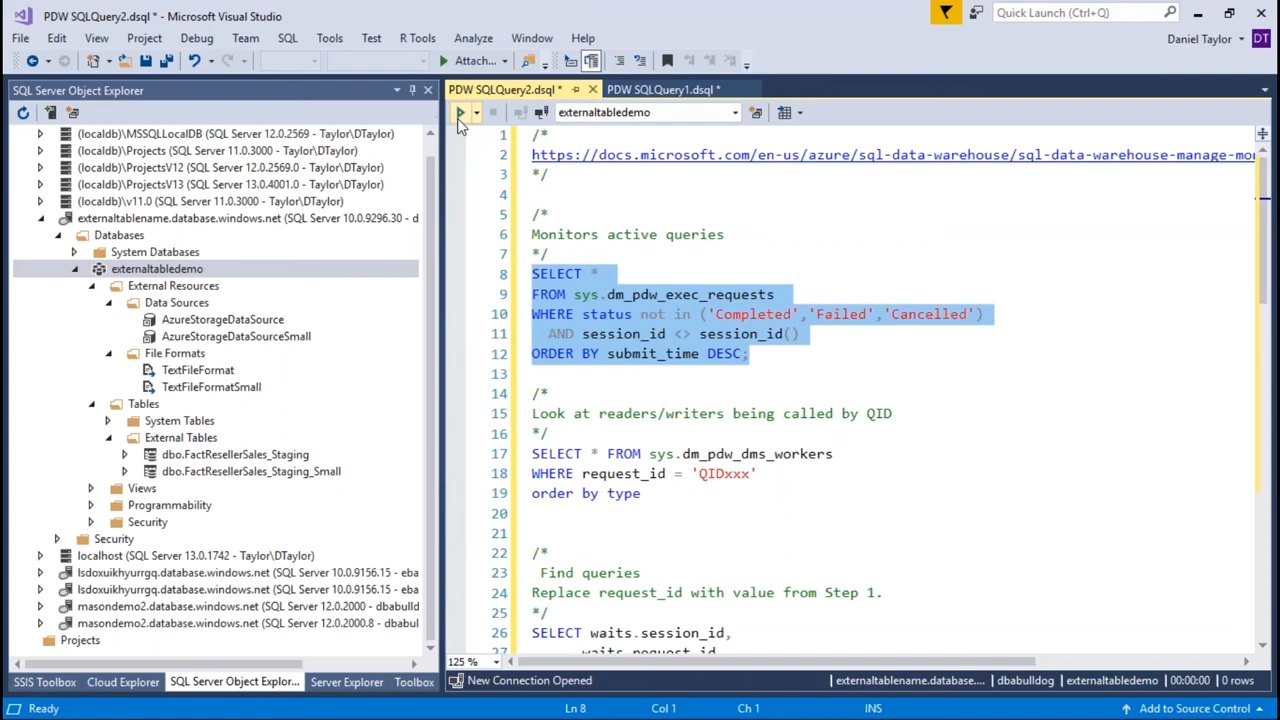 PDW SQLQuery2.dsql * - Microsoft Visual Studio
Quick Launch (Ctrl+Q)
File Edit View Project Debug Team SQL Tools Test R Tools Analyze Window Help
Daniel Taylor DT
Attach...
SQL Server Object Explorer
PDW SQLQuery2.dsql * PDW SQLQuery1.dsql *
externaltabledemo
(localdb)\MSSQLLocalDB (SQL Server 12.0.2569 - Taylor\DTaylor)
(localdb)\Projects (SQL Server 11.0.3000 - Taylor\DTaylor)
(localdb)\ProjectsV12 (SQL Server 12.0.2569.0 - Taylor\DTaylor)
(localdb)\ProjectsV13 (SQL Server 13.0.4001.0 - Taylor\DTaylor)
(localdb)\v11.0 (SQL Server 11.0.3000 - Taylor\DTaylor)
externaltablename.database.windows.net (SQL Server 10.0.9296.30 - d
Databases
System Databases
externaltabledemo
External Resources
Data Sources
AzureStorageDataSource
AzureStorageDataSourceSmall
File Formats
TextFileFormat
TextFileFormatSmall
Tables
System Tables
External Tables
dbo.FactResellerSales_Staging
dbo.FactResellerSales_Staging_Small
Views
Programmability
Security
Security
localhost (SQL Server 13.0.1742 - Taylor\DTaylor)
lsdoxuikhyurrgq.database.windows.net (SQL Server 10.0.9156.15 - eba
lsdoxuikhyurrgq.database.windows.net (SQL Server 10.0.9156.15 - eba
masondemo2.database.windows.net (SQL Server 12.0.2000 - dbabulld
masondemo2.database.windows.net (SQL Server 12.0.2000.8 - dbabull
Projects
1 /*
2 https://docs.microsoft.com/en-us/azure/sql-data-warehouse/sql-data-warehouse-manage-mo
3 */
4
5 /*
6 Monitors active queries
7 */
8 SELECT *
9 FROM sys.dm_pdw_exec_requests
10 WHERE status not in ('Completed','Failed','Cancelled')
11 AND session_id <> session_id()
12 ORDER BY submit_time DESC;
13
14 /*
15 Look at readers/writers being called by QID
16 */
17 SELECT * FROM sys.dm_pdw_dms_workers
18 WHERE request_id = 'QIDxxx'
19 order by type
20
21
22 /*
23 Find queries
24 Replace request_id with value from Step 1.
25 */
26 SELECT waits.session_id,
27 waits.request_id
125 %
SSIS Toolbox Cloud Explorer SQL Server Object Explor... Server Explorer Toolbox
New Connection Opened externaltablename.database.... dbabulldog externaltabledemo 00:00:00 0 rows
Ready Ln 8 Col 1 Ch 1 INS Add to Source Control